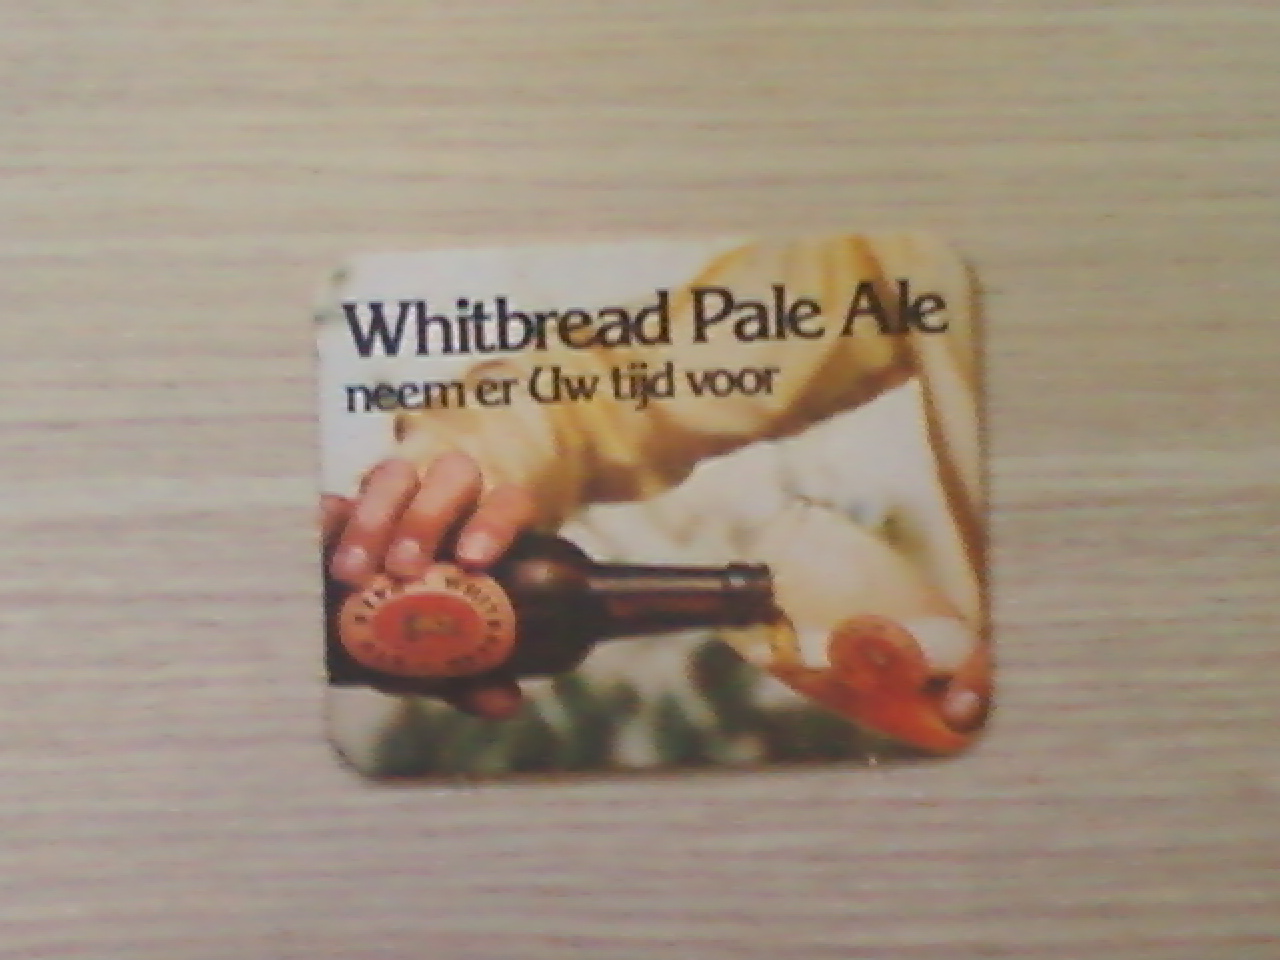 Whitbread Pale Ale
neem er Uw tijd voor